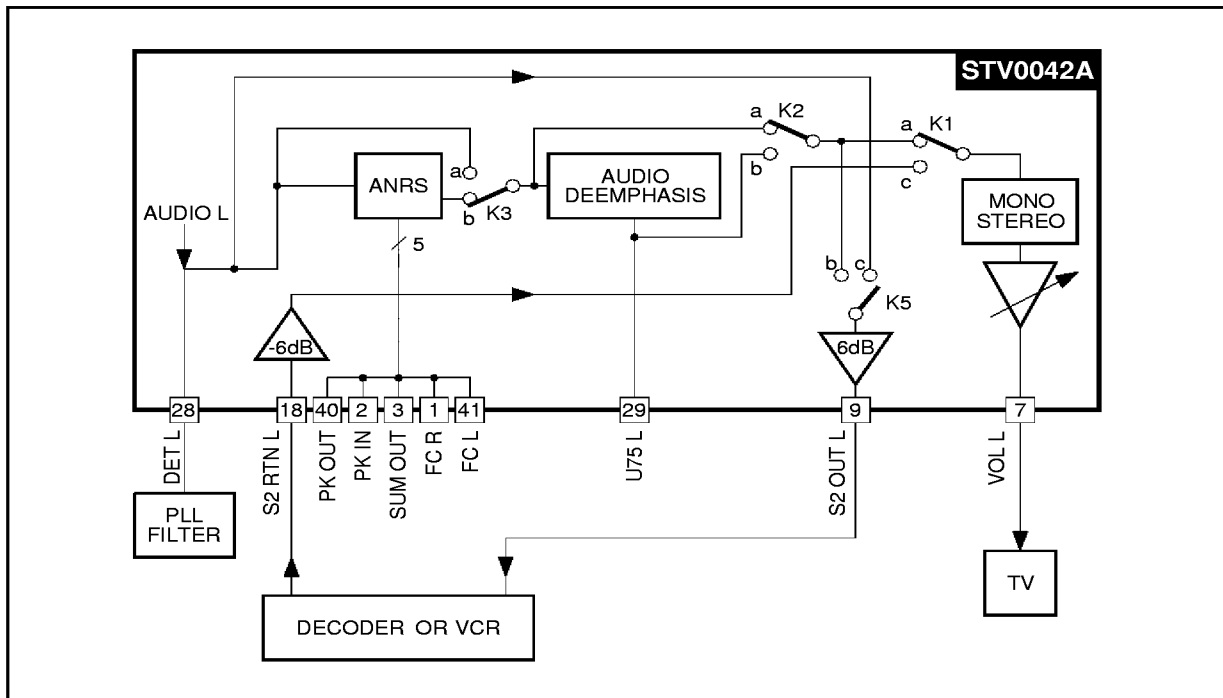 STV0042A
a
K2
a
K1
b
c
a
b
K3
ANRS
AUDIO
DEEMPHASIS
MONO
STEREO
AUDIO L
5
b
c
K5
-6dB
6dB
28
18
40
2
3
1
41
29
9
7
DET L
S2 RTN L
PK OUT
PK IN
SUM OUT
FC R
FC L
U75 L
S2 OUT L
VOL L
PLL
FILTER
DECODER OR VCR
TV